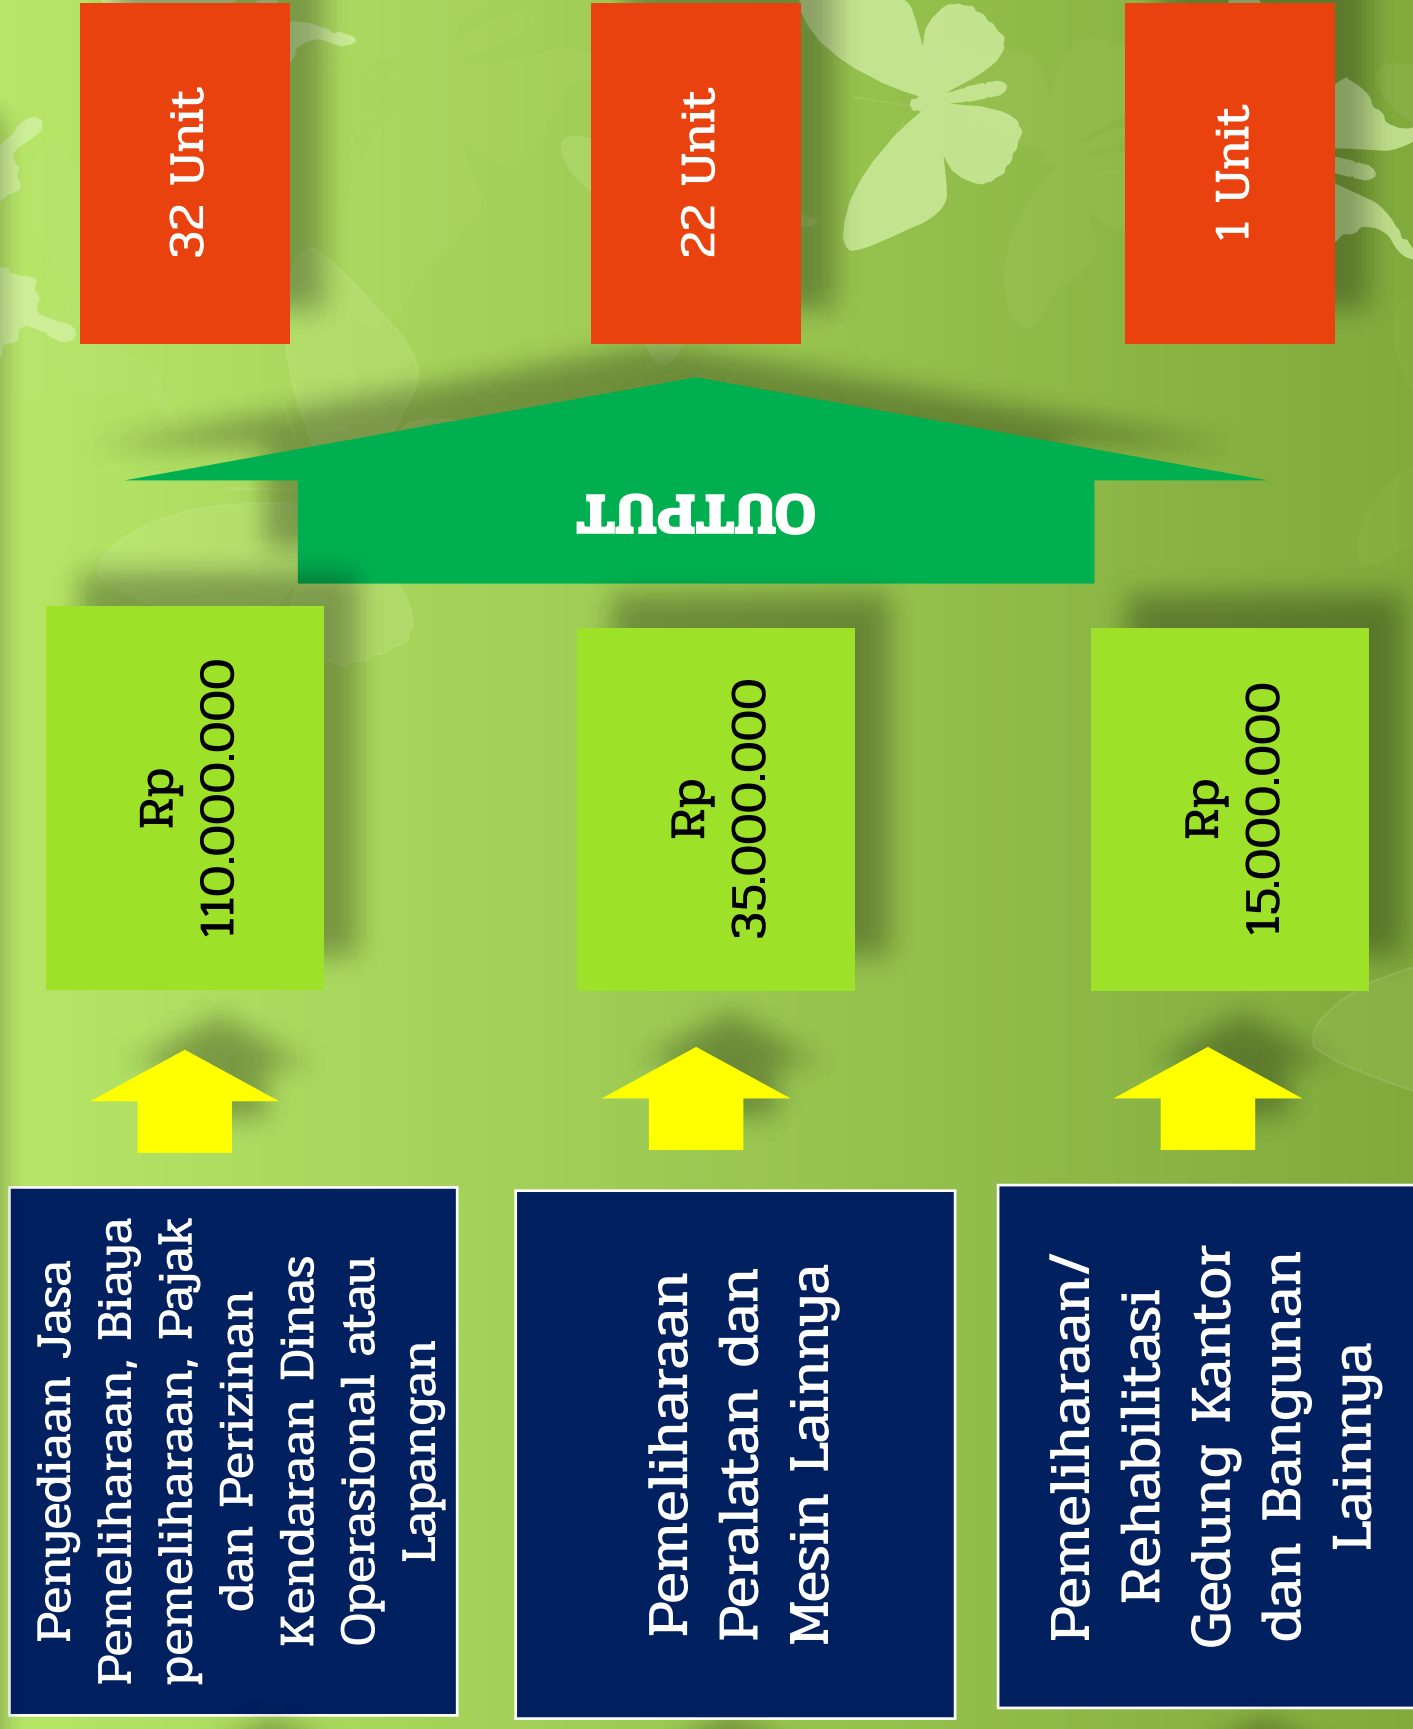 Penyediaan Jasa
Pemeliharaan, Biaya
pemeliharaan, Pajak
dan Perizinan
Kendaraan Dinas
Operasional atau
Lapangan
Rp
110.000.000
32 Unit
Pemeliharaan
Peralatan dan
Mesin Lainnya
Rp
35.000.000
OUTPUT
22 Unit
Pemeliharaan/
Rehabilitasi
Gedung Kantor
dan Bangunan
Lainnya
Rp
15.000.000
1 Unit